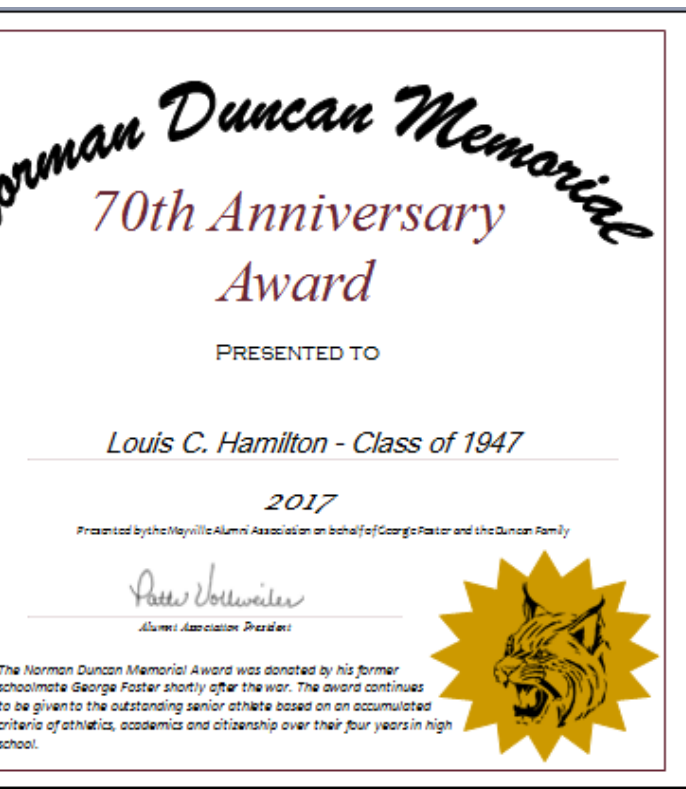 orman Duncan Memorial
70th Anniversary
Award
PRESENTED TO
Louis C. Hamilton - Class of 1947
2017
Presented by the Mayville Alumni Association on behalf of George Foster and the Duncan Family
Patti Vollweiler
Alumni Association President
The Norman Duncan Memorial Award was donated by his former
schoolmate George Foster shortly after the war. The award continues
to be given to the outstanding senior athlete based on an accumulated
criteria of athletics, academics and citizenship over their four years in high
school.